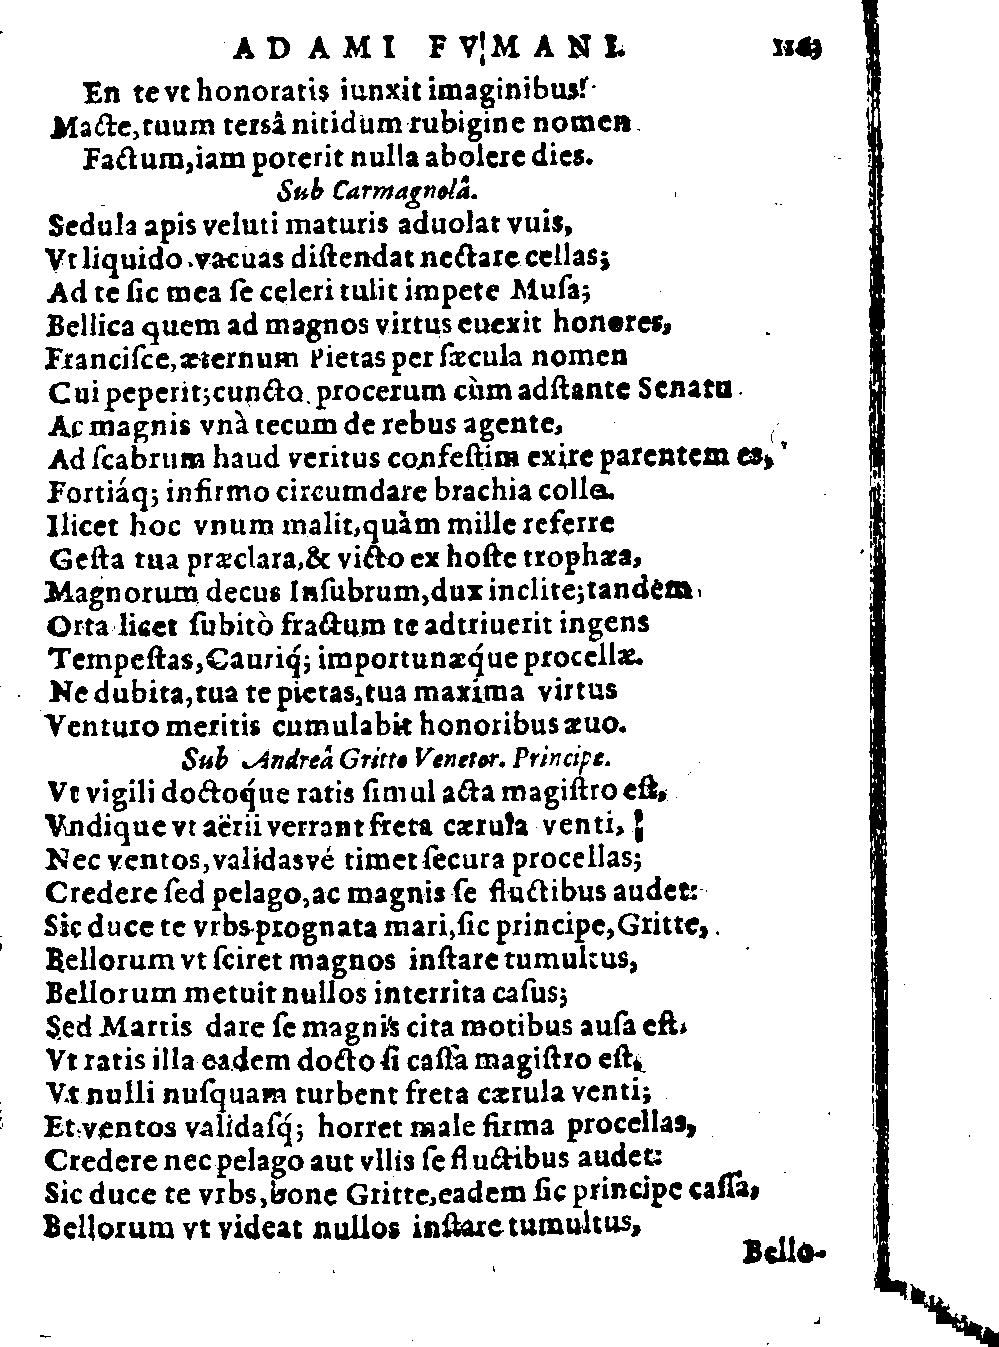 ADAMI FVMANI. 1163
En te vt honoratis iunxit imaginibus!
Macte, tuum tersâ nitidum rubigine nomen
Factum, iam poterit nulla abolere dies.
Sub Carmagnolâ.
Sedula apis veluti maturis aduolat vuis,
Vt liquido vacuas diſtendat nectare cellas;
Ad te ſic mea ſe celeri tulit impete Muſa;
Bellica quem ad magnos virtus euexit honores,
Franciſce, æternum Pietas per ſæcula nomen
Cui peperit; cuncto procerum cùm adſtante Senatu
Ac magnis vnà tecum de rebus agente,
Ad ſcabrum haud veritus confeſtim exire parentem es,
Fortiáq; infirmo circumdare brachia collo.
Ilicet hoc vnum malit, quàm mille referre
Geſta tua præclara, & victo ex hoſte trophæa,
Magnorum decus Inſubrum, dux inclite; tandem
Orta licet ſubitò fractum te adtriuerit ingens
Tempeſtas, Cauriq́; importunæq́ue procellæ.
Ne dubita, tua te pietas, tua maxima virtus
Venturo meritis cumulabit honoribus æuo.
Sub Andreâ Gritto Venetor. Principe.
Vt vigili doctoq́ue ratis ſimul acta magiſtro eſt,
Vndique vt aërii verrant freta cærula venti,
Nec ventos, validasvé timet ſecura procellas;
Credere ſed pelago, ac magnis ſe fluctibus audet:
Sic duce te vrbs prognata mari, ſic principe, Gritte,
Bellorum vt ſciret magnos inſtare tumultus,
Bellorum metuit nullos interrita caſus;
Sed Martis dare ſe magnis cita motibus auſa eſt.
Vt ratis illa eadem docto ſi caſſa magiſtro eſt,
Vt nulli nuſquam turbent freta cærula venti;
Et ventos validaſq́; horret male firma procellas,
Credere nec pelago aut vllis ſe fluctibus audet:
Sic duce te vrbs, bone Gritte, eadem ſic principe caſſa,
Bellorum vt videat nullos inſtare tumultus,
Bello-